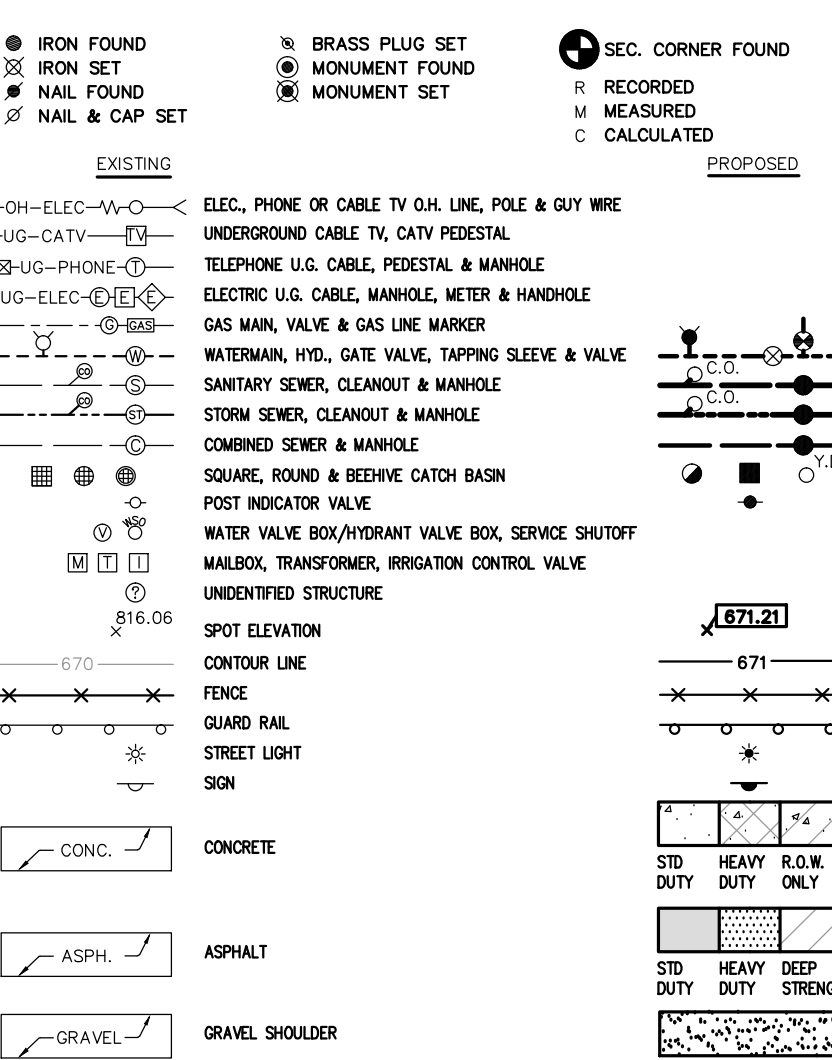 IRON FOUND
IRON SET
NAIL FOUND
NAIL & CAP SET
BRASS PLUG SET
MONUMENT FOUND
MONUMENT SET
SEC. CORNER FOUND
R RECORDED
M MEASURED
C CALCULATED
EXISTING
PROPOSED
OH-ELEC ELEC., PHONE OR CABLE TV O.H. LINE, POLE & GUY WIRE
UG-CATV TV UNDERGROUND CABLE TV, CATV PEDESTAL
UG-PHONE T TELEPHONE U.G. CABLE, PEDESTAL & MANHOLE
UG-ELEC E E E ELECTRIC U.G. CABLE, MANHOLE, METER & HANDHOLE
G GAS GAS MAIN, VALVE & GAS LINE MARKER
W WATERMAIN, HYD., GATE VALVE, TAPPING SLEEVE & VALVE
CO S SANITARY SEWER, CLEANOUT & MANHOLE C.O.
CO ST STORM SEWER, CLEANOUT & MANHOLE C.O.
C COMBINED SEWER & MANHOLE
SQUARE, ROUND & BEEHIVE CATCH BASIN
POST INDICATOR VALVE
V WSO WATER VALVE BOX/HYDRANT VALVE BOX, SERVICE SHUTOFF
M T I MAILBOX, TRANSFORMER, IRRIGATION CONTROL VALVE
? UNIDENTIFIED STRUCTURE
816.06 SPOT ELEVATION 671.21
670 CONTOUR LINE 671
FENCE
GUARD RAIL
STREET LIGHT
SIGN
CONC. CONCRETE
STD DUTY
HEAVY DUTY
R.O.W. ONLY
ASPH. ASPHALT
STD DUTY
HEAVY DUTY
DEEP STRENG
GRAVEL GRAVEL SHOULDER